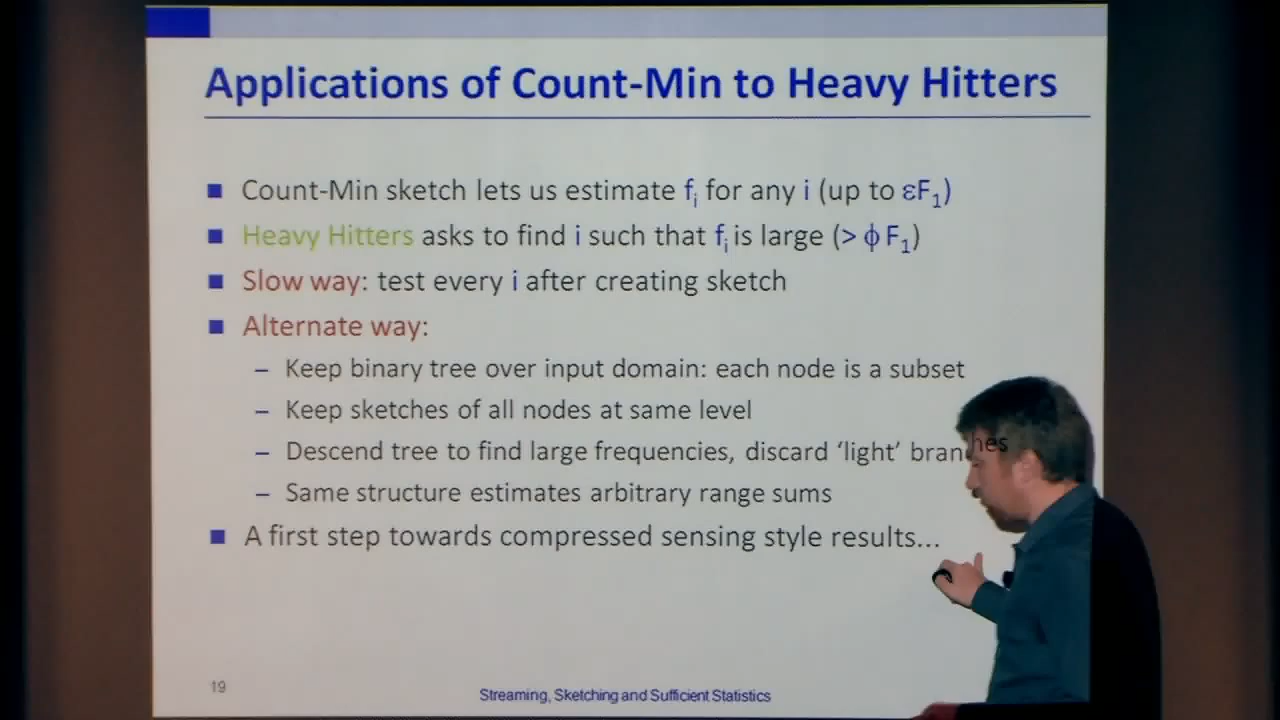 Applications of Count-Min to Heavy Hitters
Count-Min sketch lets us estimate fᵢ for any i (up to εF₁)
Heavy Hitters asks to find i such that fᵢ is large (> ϕ F₁)
Slow way: test every i after creating sketch
Alternate way:
– Keep binary tree over input domain: each node is a subset
– Keep sketches of all nodes at same level
– Descend tree to find large frequencies, discard ‘light’ branches
– Same structure estimates arbitrary range sums
A first step towards compressed sensing style results...
19
Streaming, Sketching and Sufficient Statistics